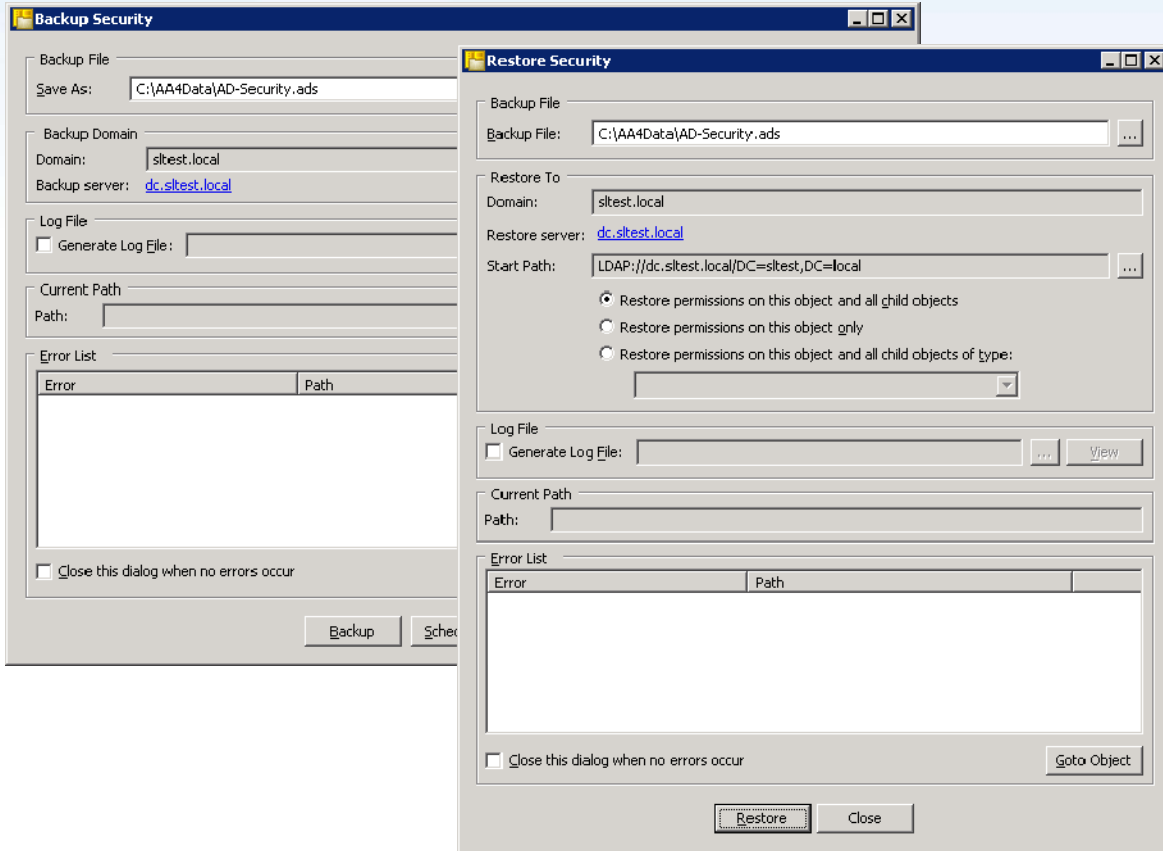 Backup Security
Backup File
Save As: C:\AA4Data\AD-Security.ads
Backup Domain
Domain: sltest.local
Backup server: dc.sltest.local
Log File
Generate Log File:
Current Path
Path:
Error List
Error Path
Close this dialog when no errors occur
Backup
Restore Security
Backup File
Backup File: C:\AA4Data\AD-Security.ads ...
Restore To
Domain: sltest.local
Restore server: dc.sltest.local
Start Path: LDAP://dc.sltest.local/DC=sltest,DC=local ...
Restore permissions on this object and all child objects
Restore permissions on this object only
Restore permissions on this object and all child objects of type:
Log File
Generate Log File: ... View
Current Path
Path:
Error List
Error Path
Close this dialog when no errors occur Goto Object
Restore Close